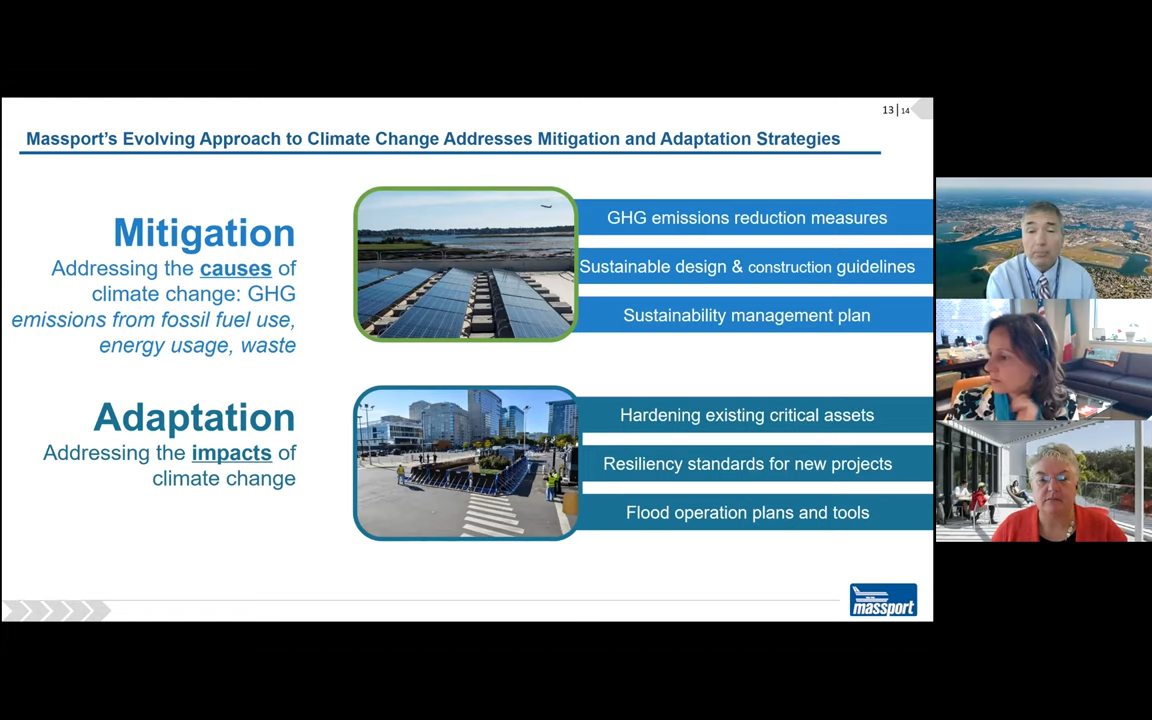 13 | 14
Massport's Evolving Approach to Climate Change Addresses Mitigation and Adaptation Strategies
Mitigation
Addressing the causes of
climate change: GHG
emissions from fossil fuel use,
energy usage, waste
GHG emissions reduction measures
Sustainable design & construction guidelines
Sustainability management plan
Adaptation
Addressing the impacts of
climate change
Hardening existing critical assets
Resiliency standards for new projects
Flood operation plans and tools
massport